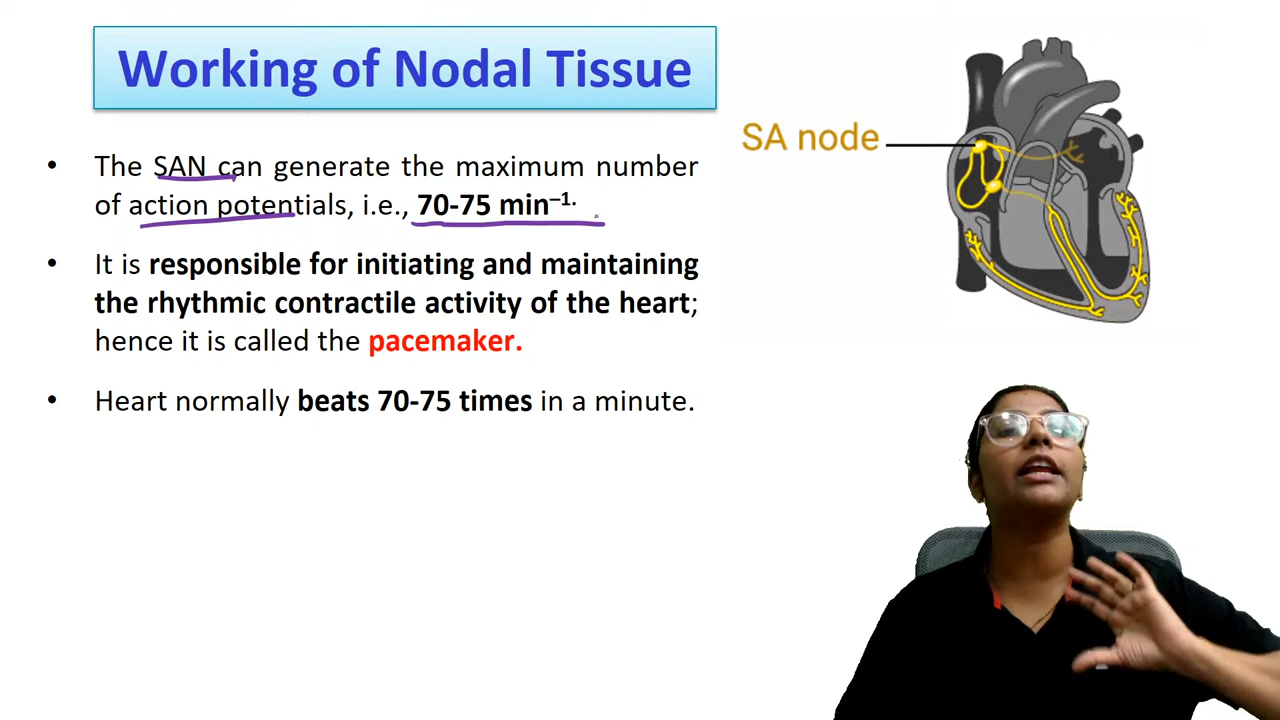 Working of Nodal Tissue
SA node
• The SAN can generate the maximum number
of action potentials, i.e., 70-75 min⁻¹·
• It is responsible for initiating and maintaining
the rhythmic contractile activity of the heart;
hence it is called the pacemaker.
• Heart normally beats 70-75 times in a minute.